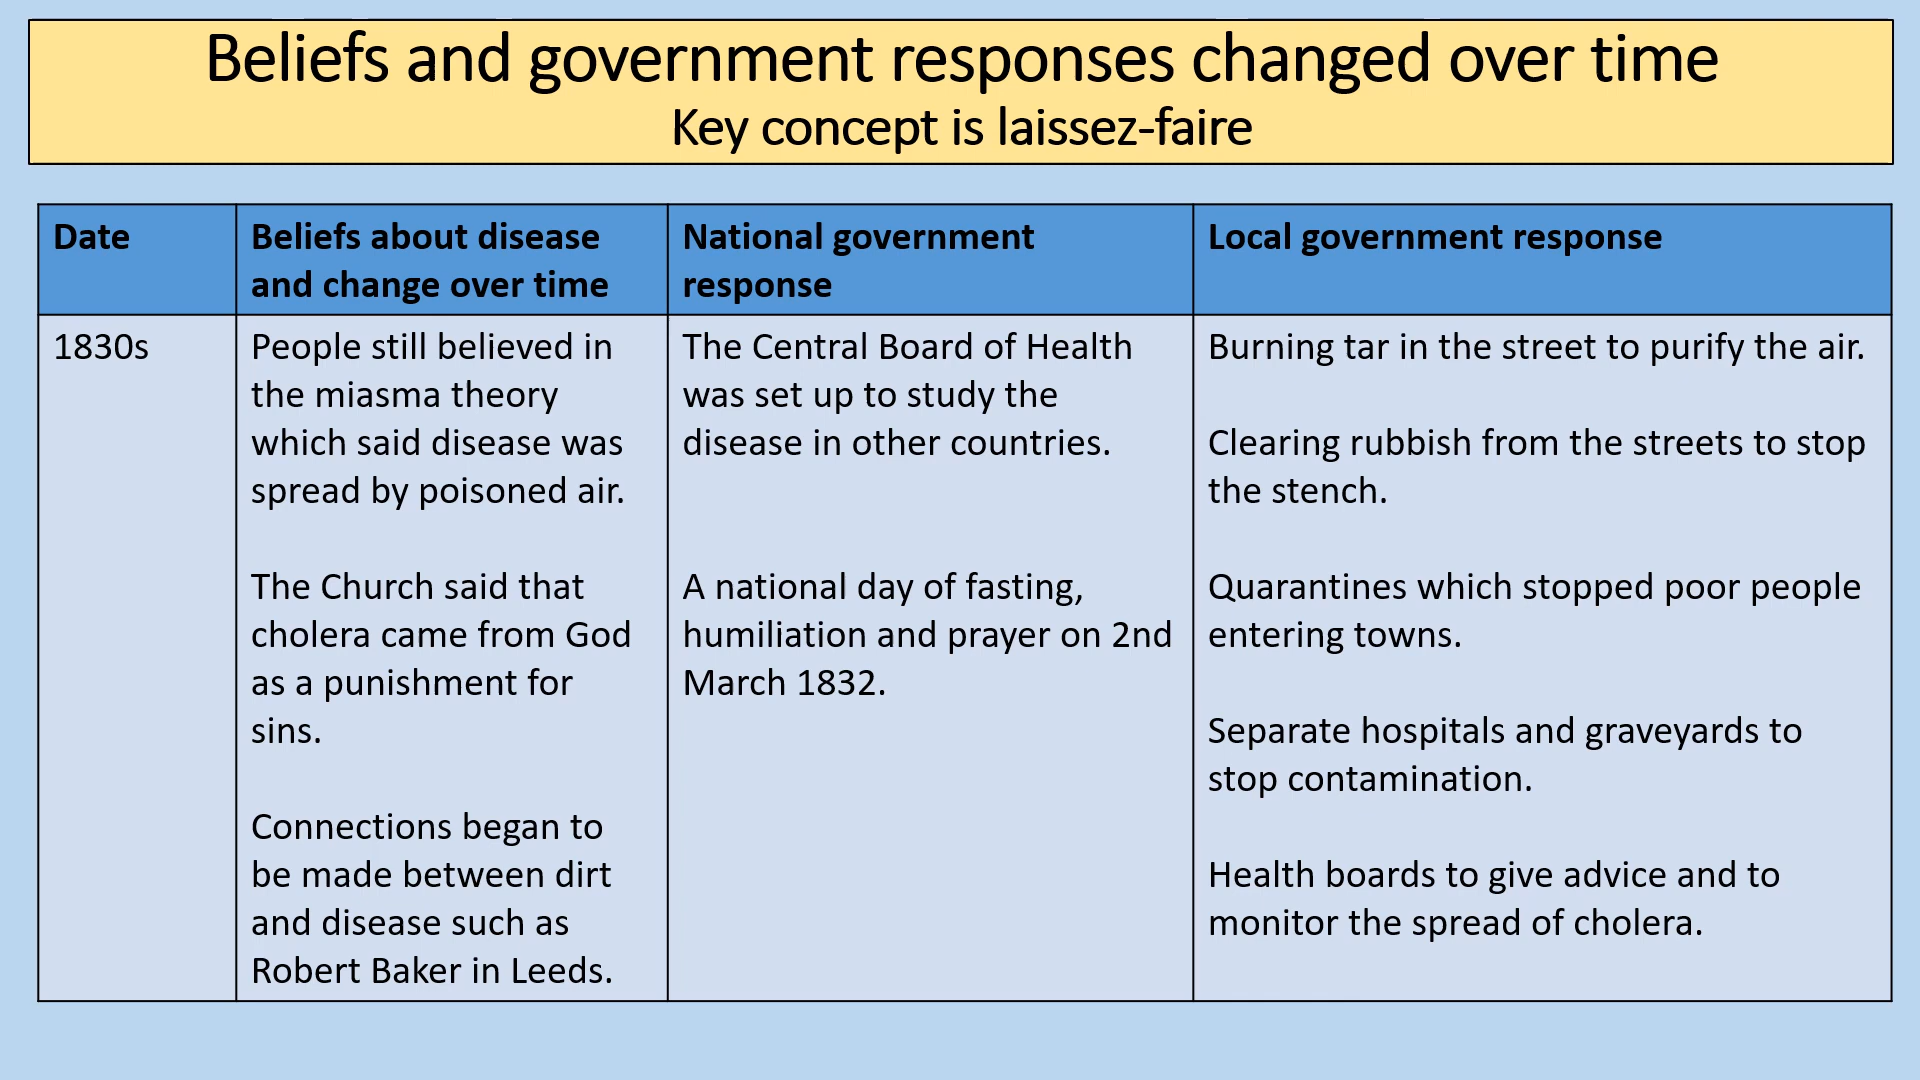 Beliefs and government responses changed over time
Key concept is laissez-faire
Date
Beliefs about disease
and change over time
National government
response
Local government response
1830s
People still believed in
the miasma theory
which said disease was
spread by poisoned air.
The Church said that
cholera came from God
as a punishment for
sins.
Connections began to
be made between dirt
and disease such as
Robert Baker in Leeds.
The Central Board of Health
was set up to study the
disease in other countries.
A national day of fasting,
humiliation and prayer on 2nd
March 1832.
Burning tar in the street to purify the air.
Clearing rubbish from the streets to stop
the stench.
Quarantines which stopped poor people
entering towns.
Separate hospitals and graveyards to
stop contamination.
Health boards to give advice and to
monitor the spread of cholera.